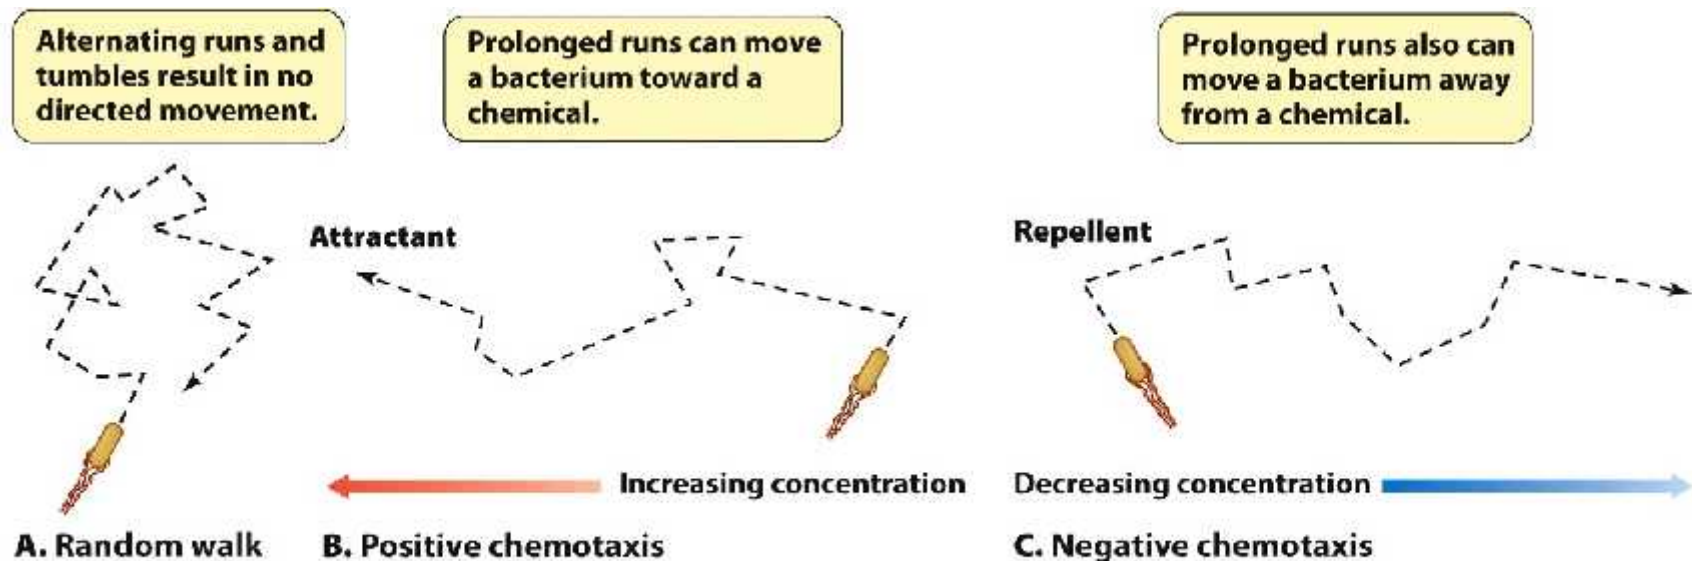 Alternating runs and
tumbles result in no
directed movement.
Prolonged runs can move
a bacterium toward a
chemical.
Prolonged runs also can
move a bacterium away
from a chemical.
Attractant
Repellent
Increasing concentration
Decreasing concentration
A. Random walk
B. Positive chemotaxis
C. Negative chemotaxis